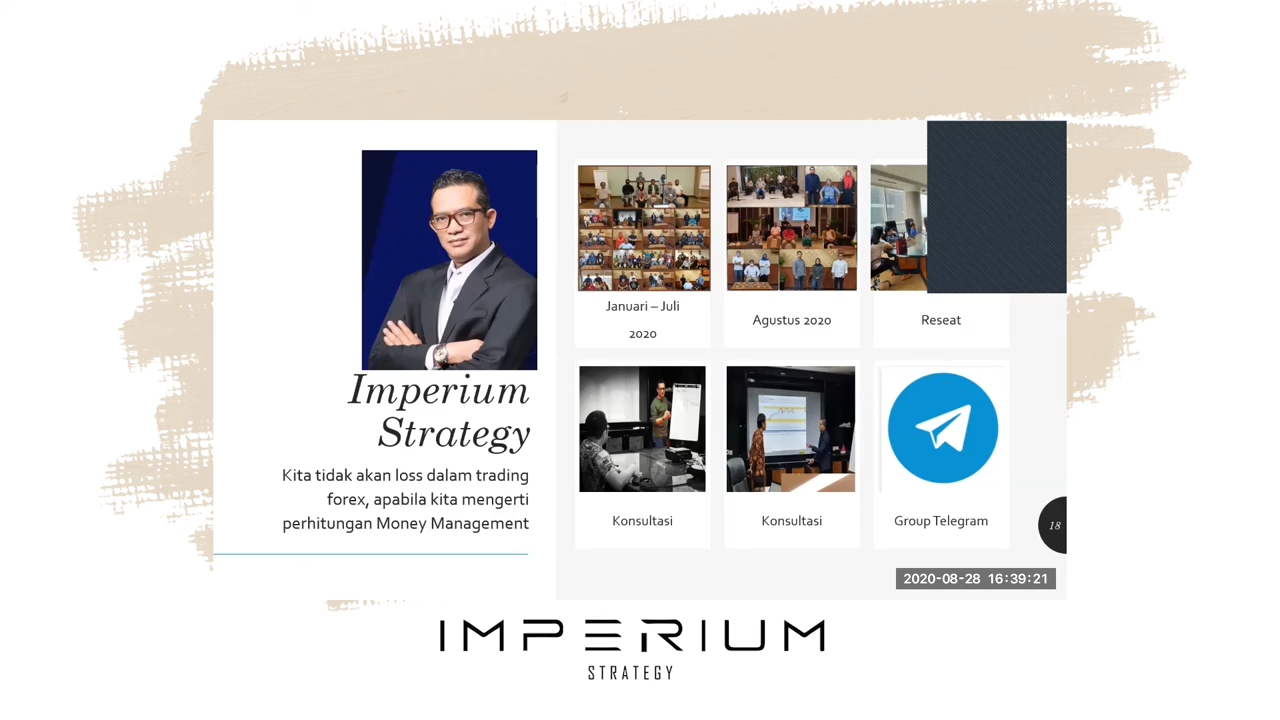 Imperium
Strategy
Kita tidak akan loss dalam trading
forex, apabila kita mengerti
perhitungan Money Management
Januari – Juli
2020
Agustus 2020
Reseat
Konsultasi
Konsultasi
Group Telegram
18
2020-08-28 16:39:21
IMPERIUM
STRATEGY